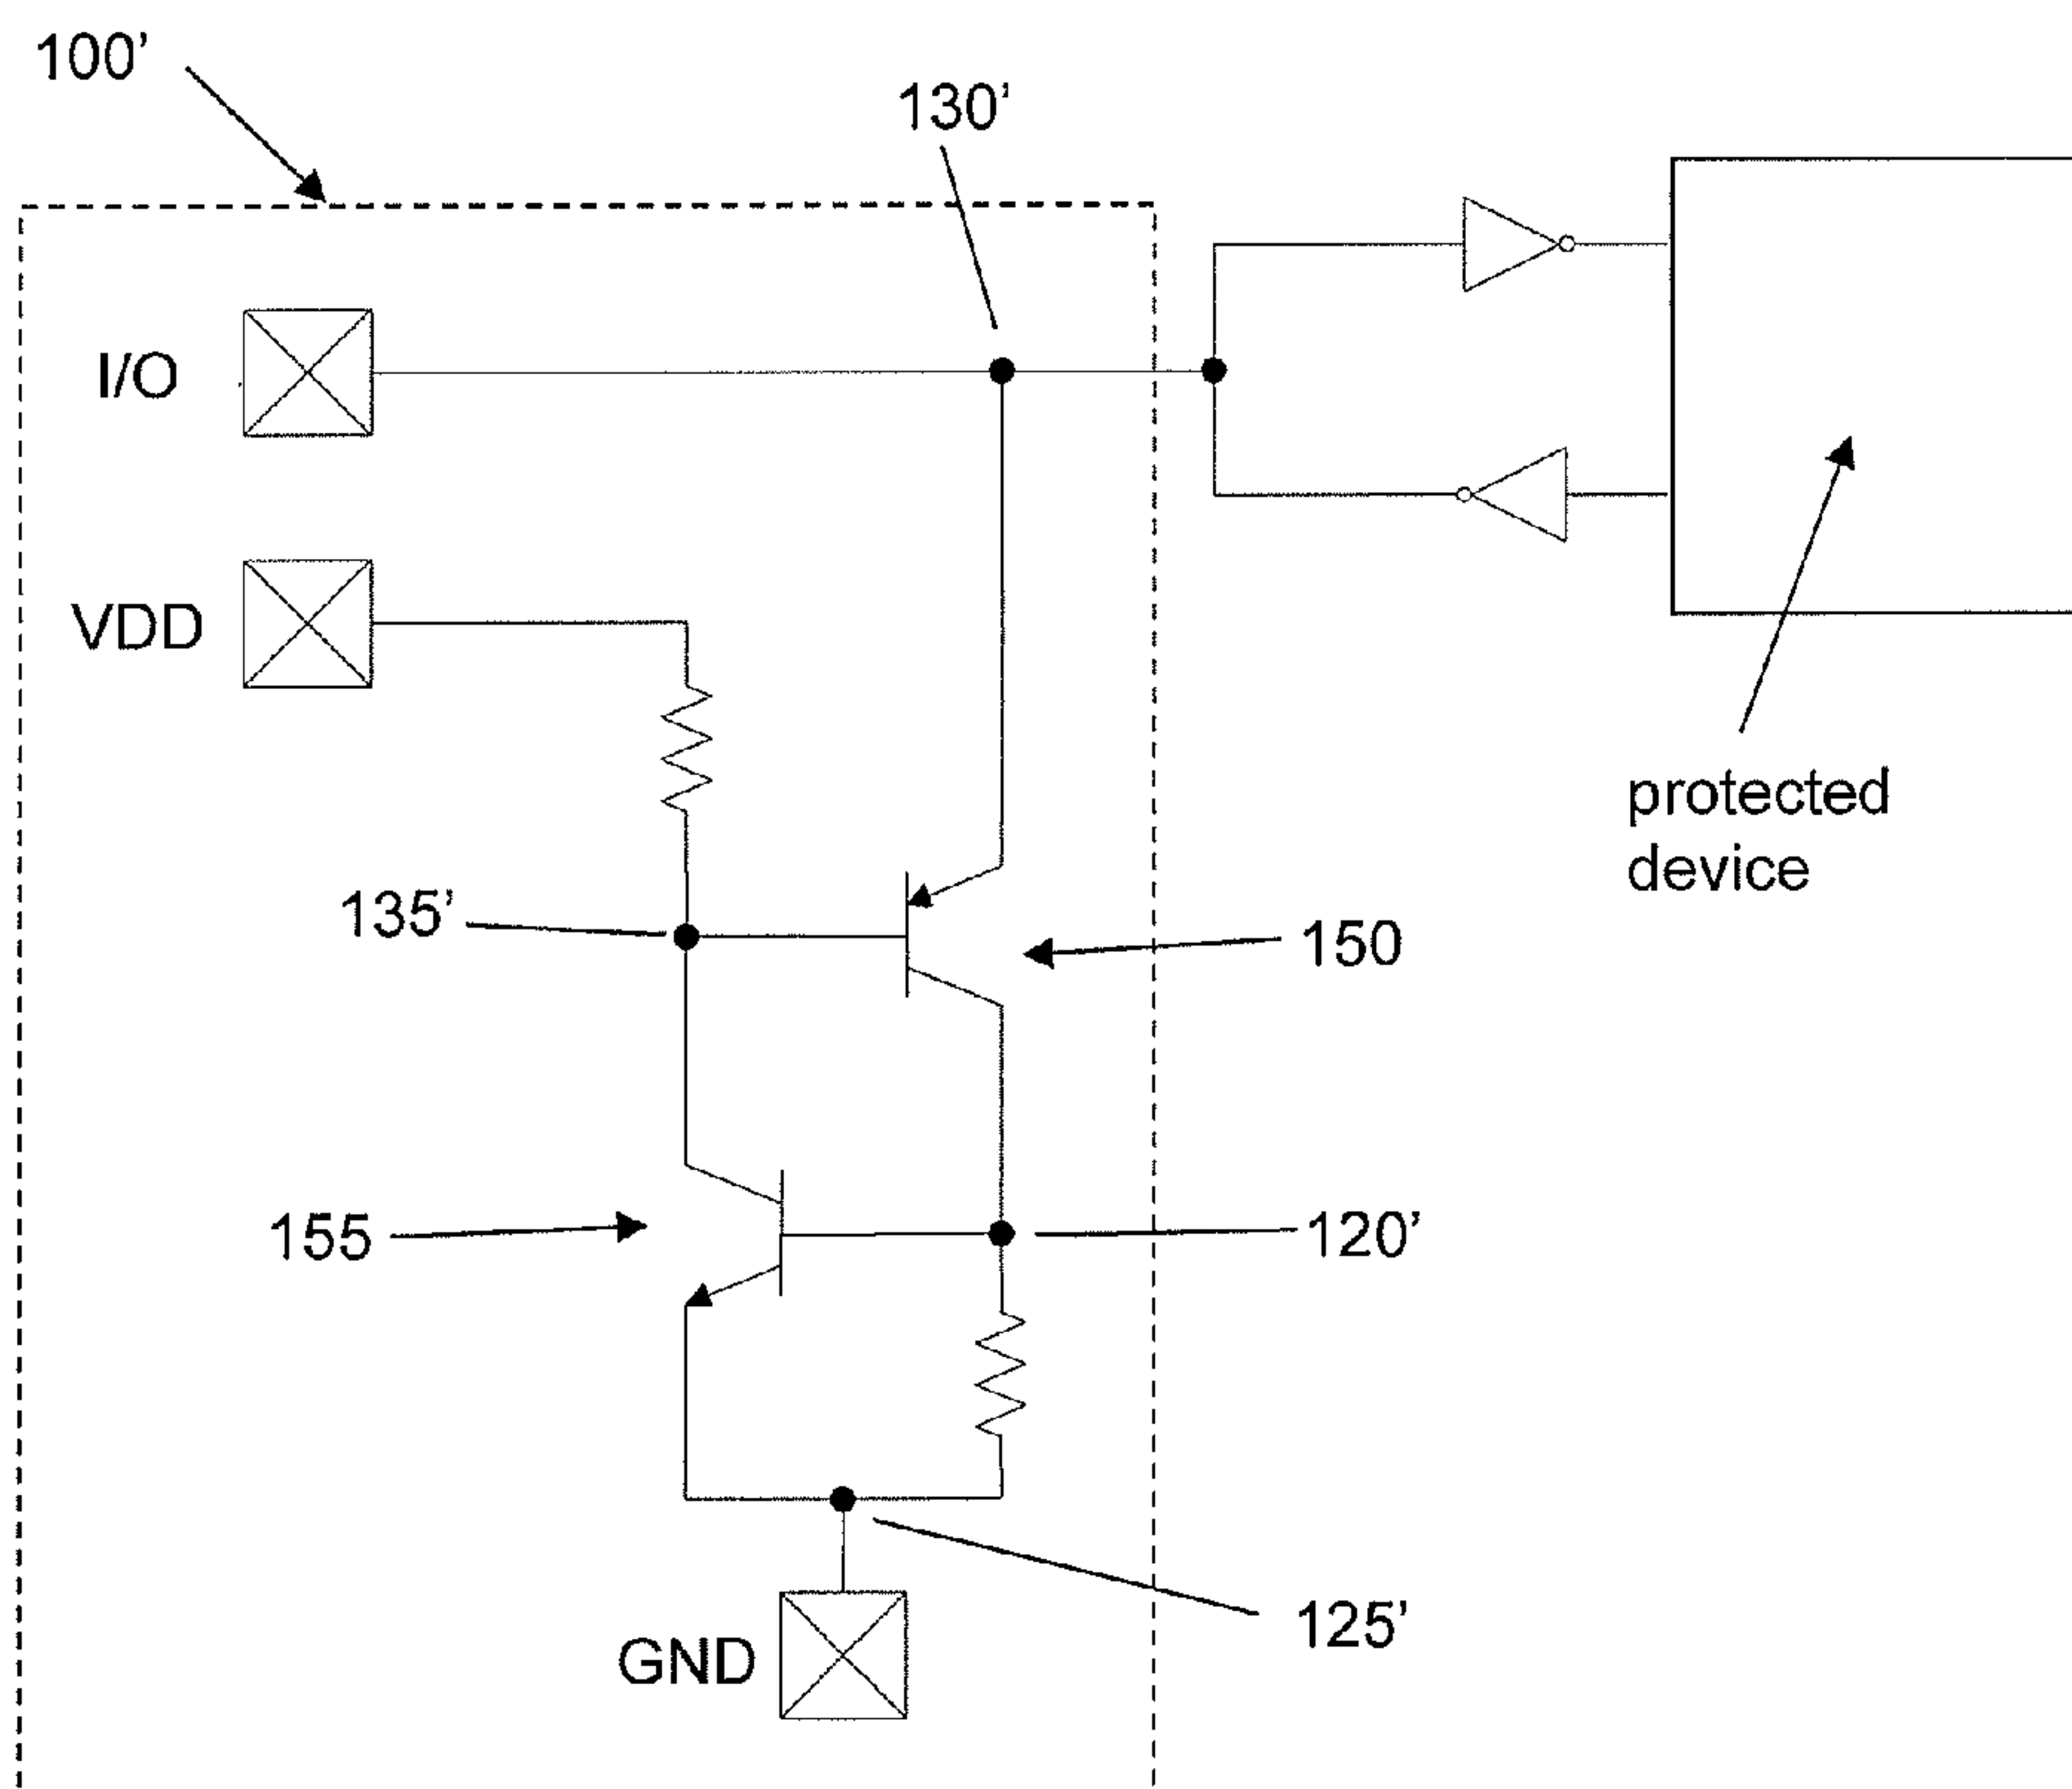 100'
130'
I/O
VDD
protected
device
135'
150
155
120'
125'
GND